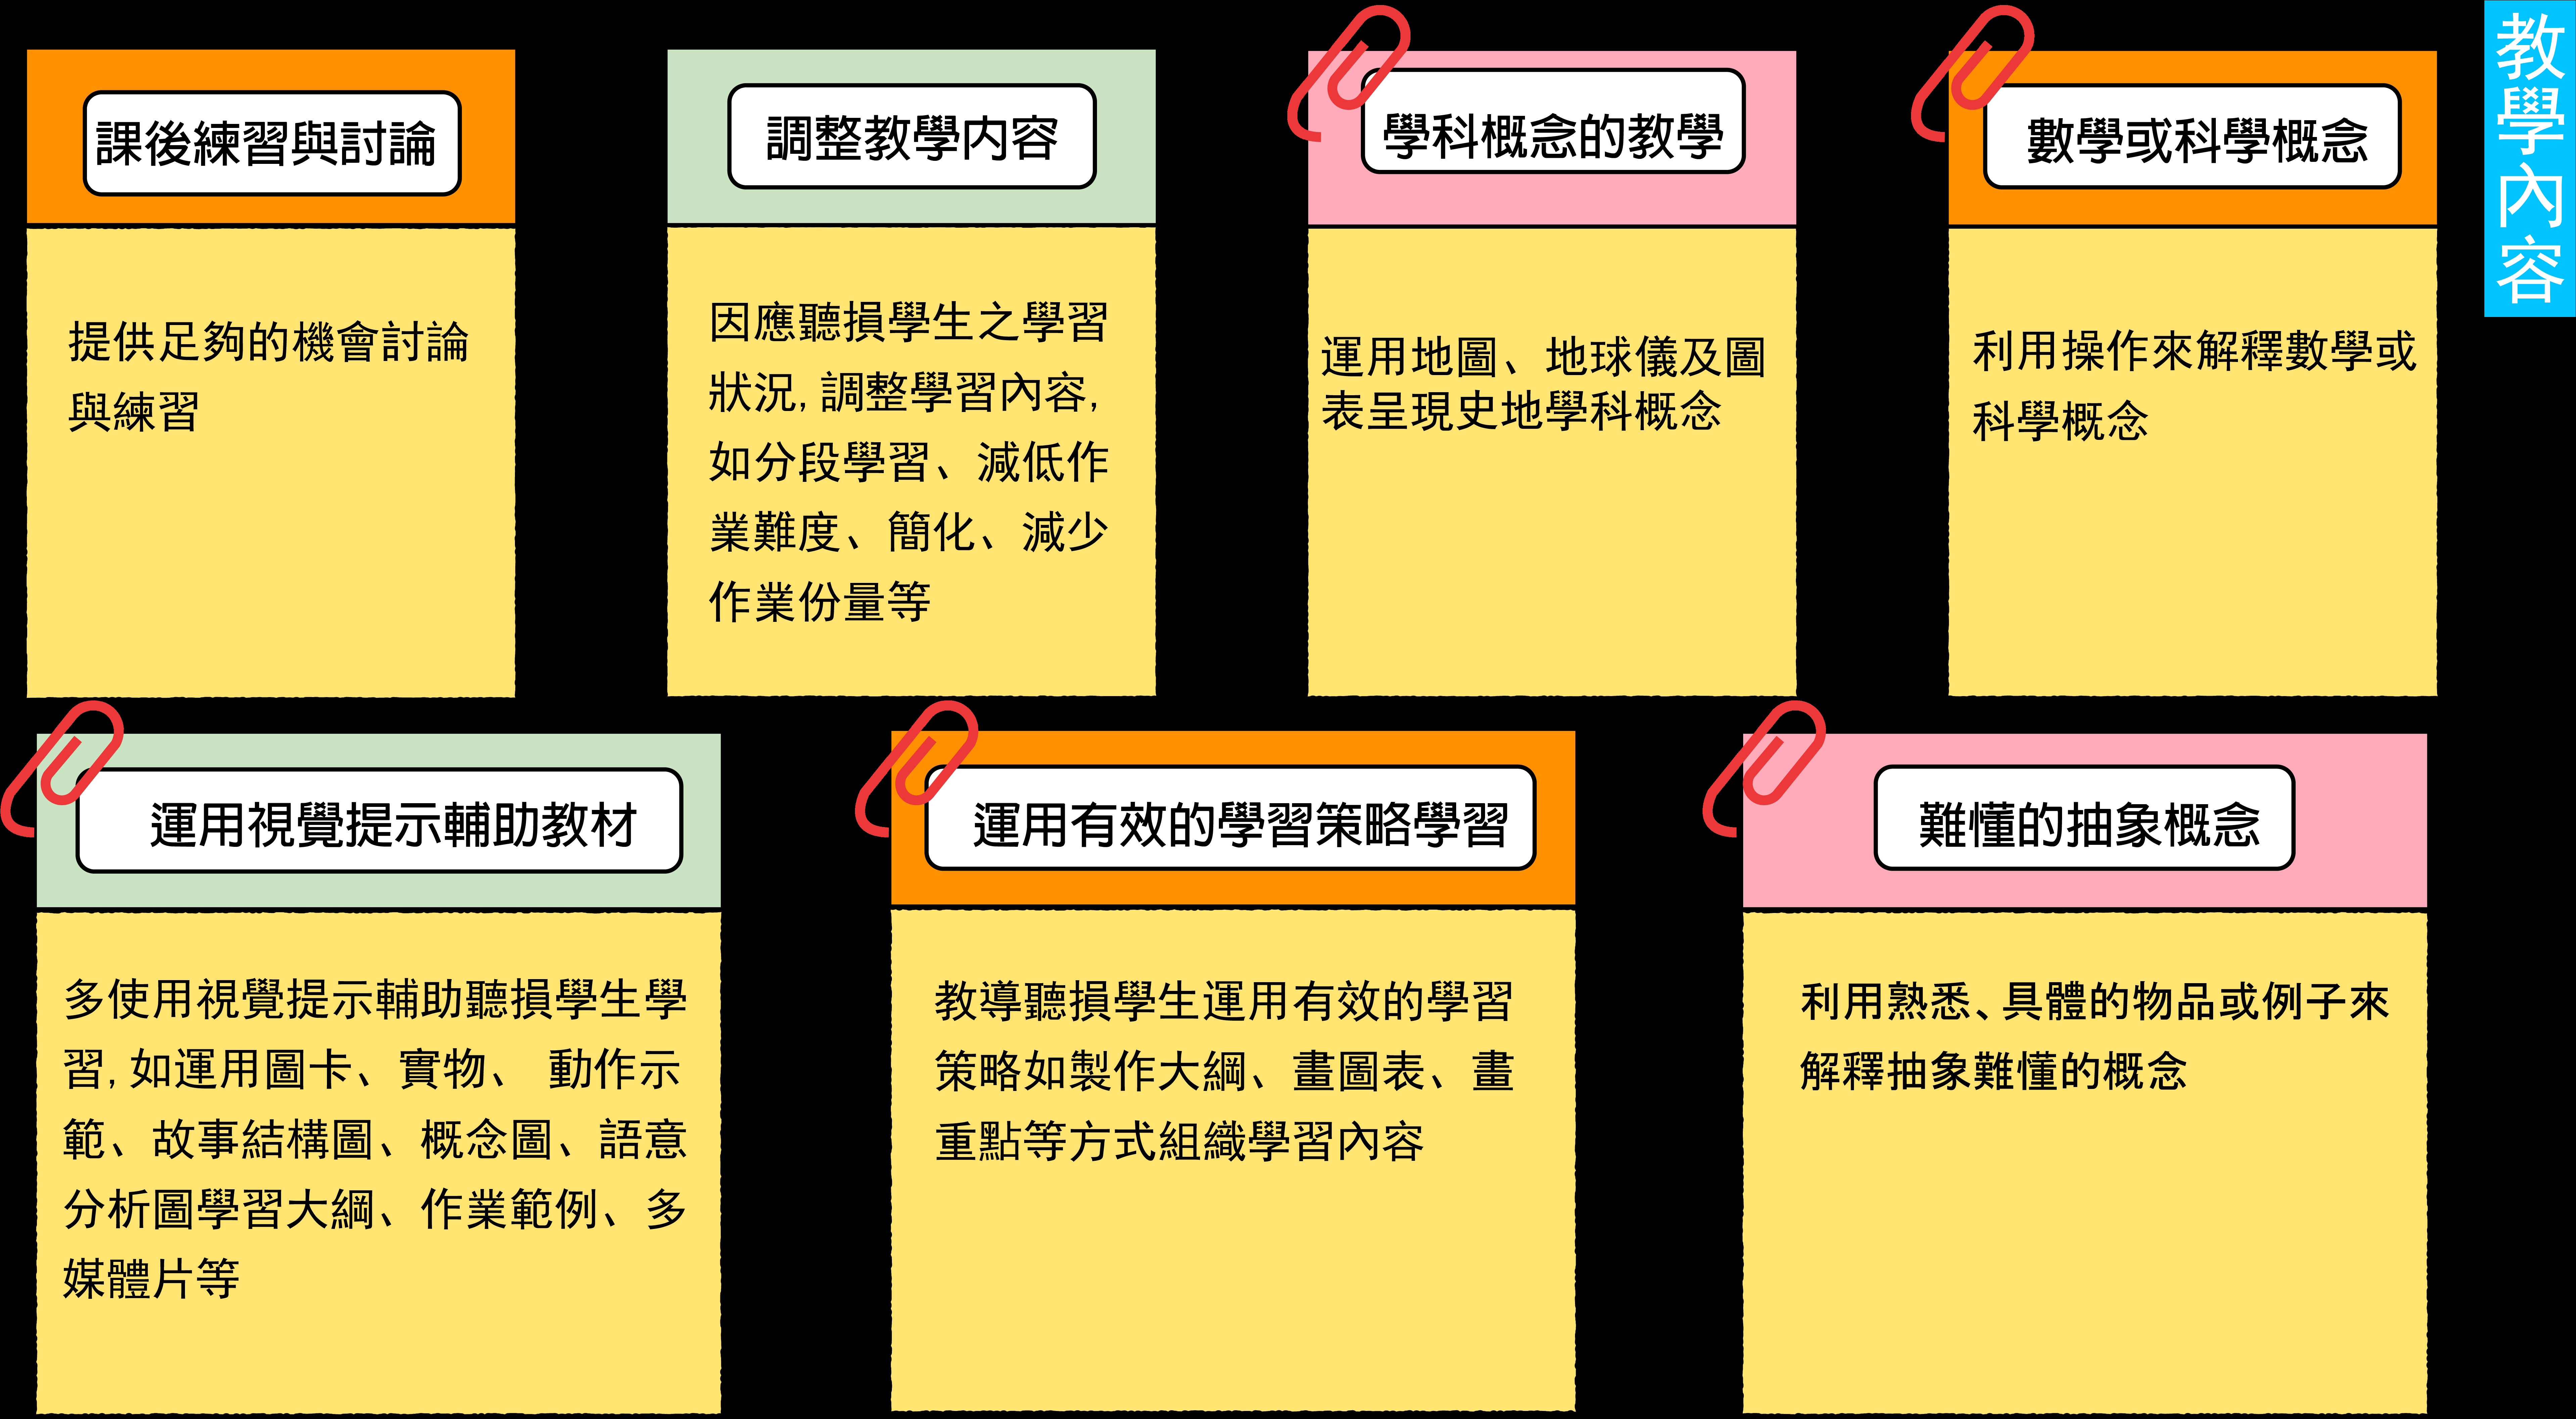 教學內容
課後練習與討論
提供足夠的機會討論
與練習
調整教學内容
因應聽損學生之學習
狀況, 調整學習內容,
如分段學習、減低作
業難度、簡化、減少
作業份量等
學科概念的教學
運用地圖、地球儀及圖
表呈現史地學科概念
數學或科學概念
利用操作來解釋數學或
科學概念
運用視覺提示輔助教材
多使用視覺提示輔助聽損學生學
習, 如運用圖卡、實物、 動作示
範、故事結構圖、概念圖、語意
分析圖學習大綱、作業範例、多
媒體片等
運用有效的學習策略學習
教導聽損學生運用有效的學習
策略如製作大綱、畫圖表、畫
重點等方式組織學習內容
難懂的抽象概念
利用熟悉、具體的物品或例子來
解釋抽象難懂的概念